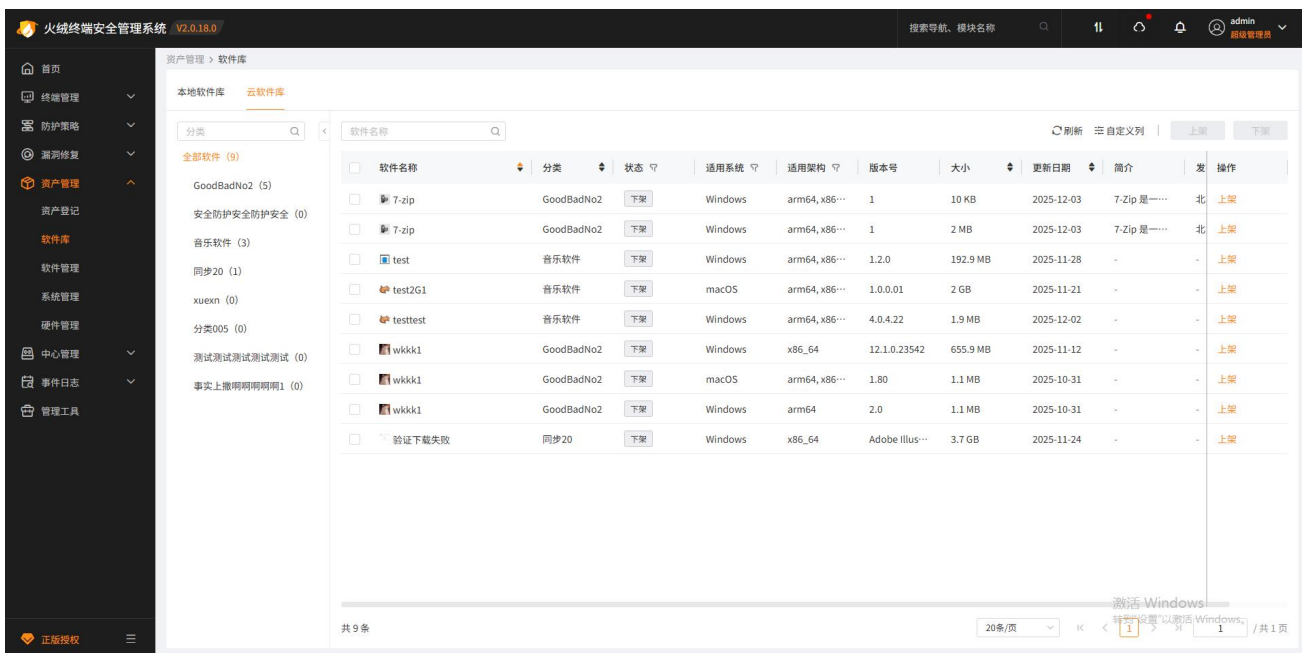 火绒终端安全管理系统 V2.0.18.0 搜索导航、模块名称 admin
超级管理员
首页
终端管理
防护策略
漏洞修复
资产管理
资产登记
软件库
软件管理
系统管理
硬件管理
中心管理
事件日志
管理工具
正版授权
资产管理 > 软件库
本地软件库 云软件库
分类
全部软件（9）
GoodBadNo2（5）
安全防护安全防护安全（0）
音乐软件（3）
同步20（1）
xuexn（0）
分类005（0）
测试测试测试测试测试（0）
事实上撒啊啊啊啊啊1（0）
软件名称 刷新 自定义列 上架 下架
软件名称 分类 状态 适用系统 适用架构 版本号 大小 更新日期 简介 发 操作
7-zip GoodBadNo2 下架 Windows arm64, x86… 1 10 KB 2025-12-03 7-Zip 是一… 北 上架
7-zip GoodBadNo2 下架 Windows arm64, x86… 1 2 MB 2025-12-03 7-Zip 是一… 北 上架
test 音乐软件 下架 Windows arm64, x86… 1.2.0 192.9 MB 2025-11-28 - - 上架
test2G1 音乐软件 下架 macOS arm64, x86… 1.0.0.01 2 GB 2025-11-21 - - 上架
testtest 音乐软件 下架 Windows arm64, x86… 4.0.4.22 1.9 MB 2025-12-02 - - 上架
wkkk1 GoodBadNo2 下架 Windows x86_64 12.1.0.23542 655.9 MB 2025-11-12 - - 上架
wkkk1 GoodBadNo2 下架 macOS arm64, x86… 1.80 1.1 MB 2025-10-31 - - 上架
wkkk1 GoodBadNo2 下架 Windows arm64 2.0 1.1 MB 2025-10-31 - - 上架
验证下载失败 同步20 下架 Windows x86_64 Adobe Illus… 3.7 GB 2025-11-24 - - 上架
激活 Windows
转到"设置"以激活 Windows。
共 9 条 20条/页 1 1 / 共 1 页